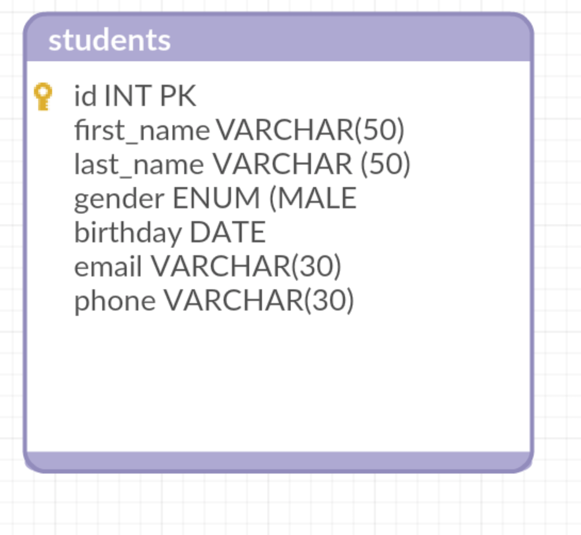 students
id INT PK
first_name VARCHAR(50)
last_name VARCHAR (50)
gender ENUM (MALE
birthday DATE
email VARCHAR(30)
phone VARCHAR(30)